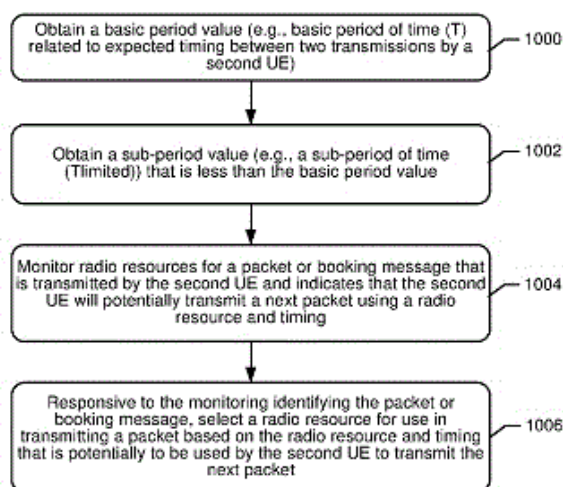 Obtain a basic period value (e.g., basic period of time (T)
related to expected timing between two transmissions by a
second UE)
1000
Obtain a sub-period value (e.g., a sub-period of time
(Tlimited)) that is less than the basic period value
1002
Monitor radio resources for a packet or booking message that
is transmitted by the second UE and indicates that the second
UE will potentially transmit a next packet using a radio
resource and timing
1004
Responsive to the monitoring identifying the packet or
booking message, select a radio resource for use in
transmitting a packet based on the radio resource and timing
that is potentially to be used by the second UE to transmit the
next packet
1006